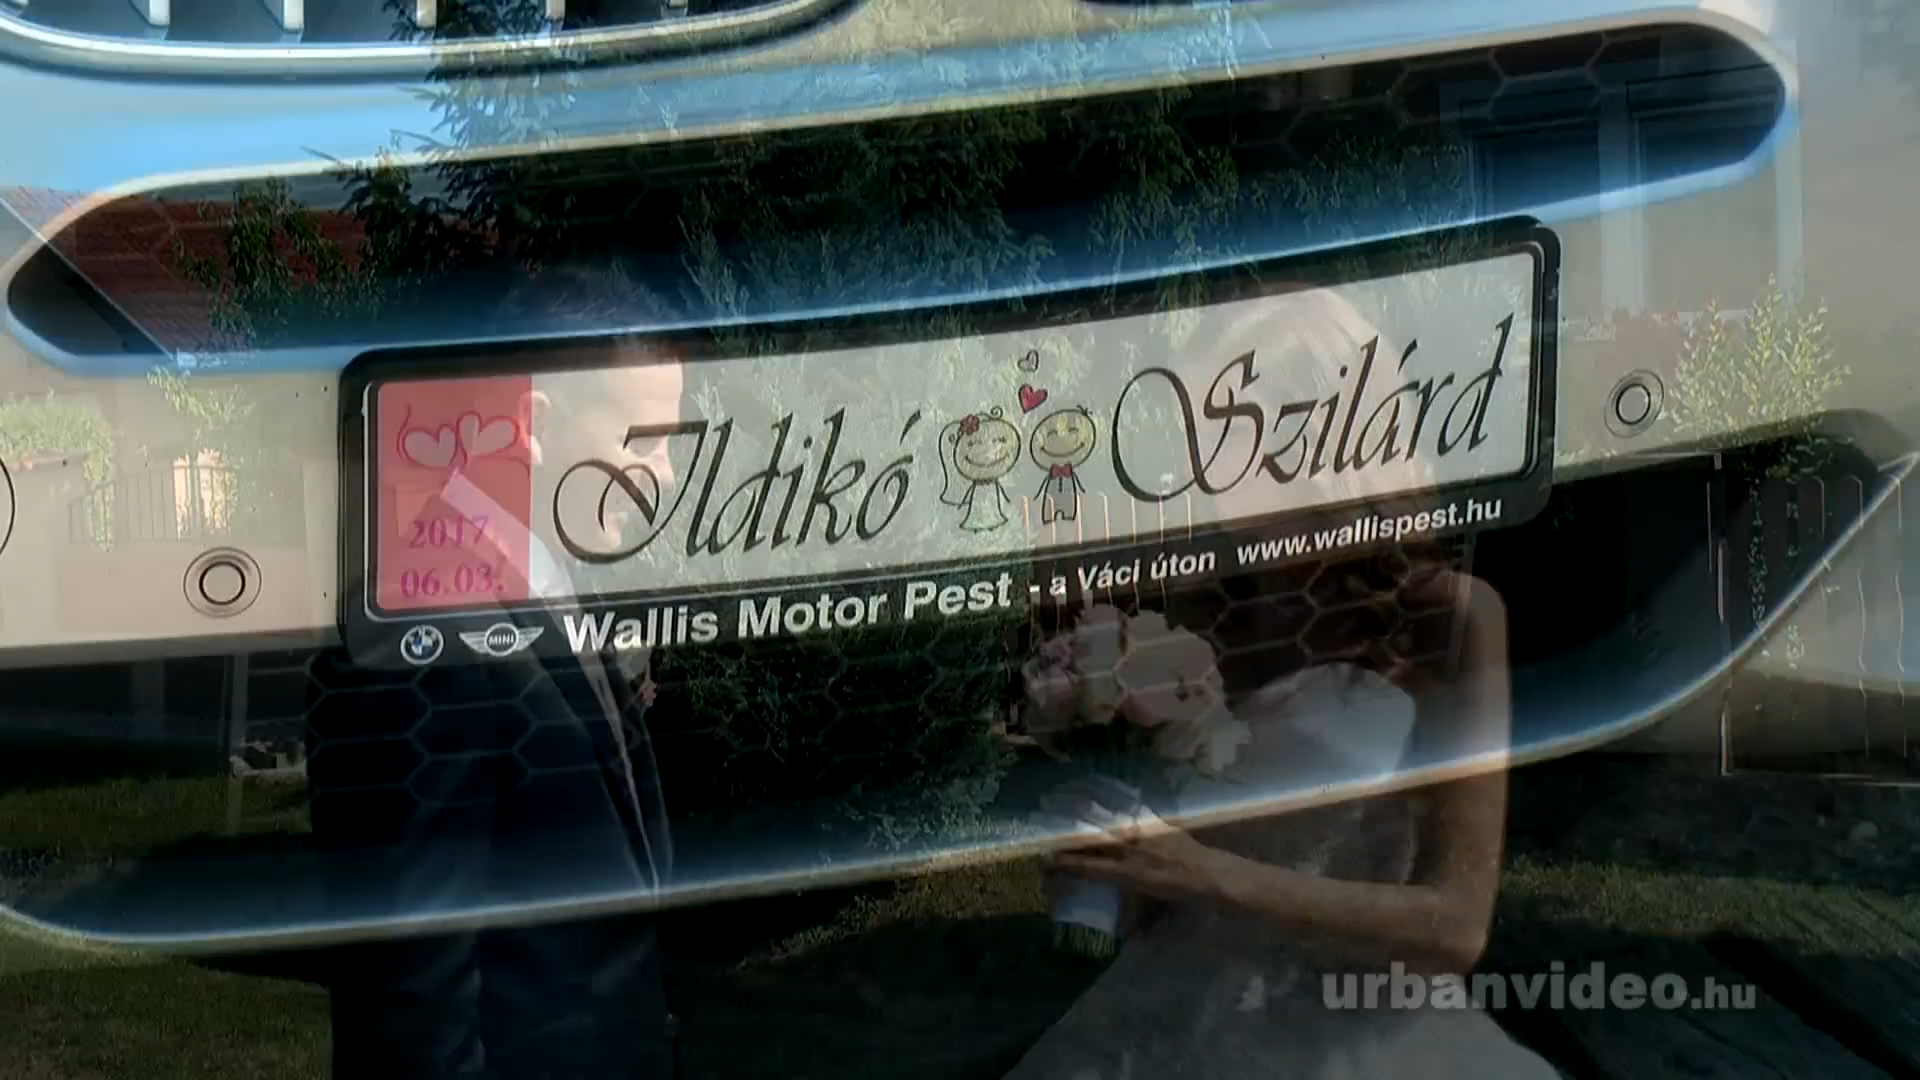 Ildikó Szilárd
2017.
06.03.
MINI
Wallis Motor Pest - a Váci úton www.wallispest.hu
urbanvideo.hu